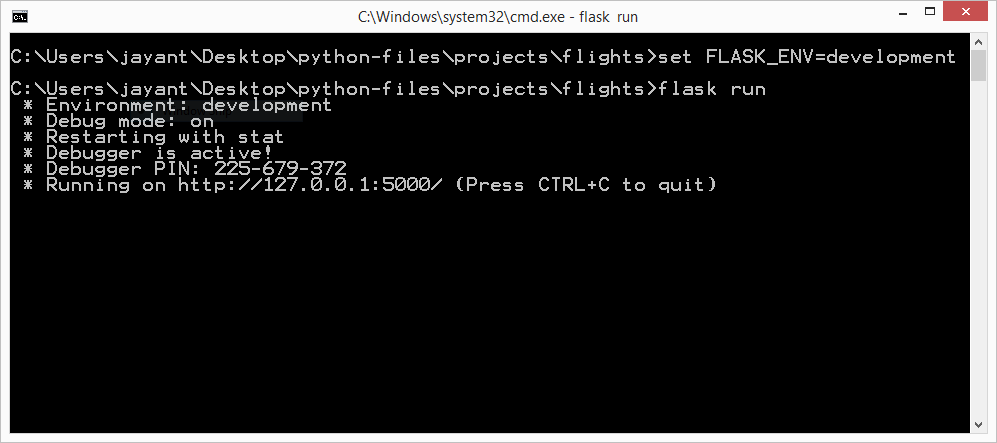 C:\Windows\system32\cmd.exe - flask run
C:\Users\jayant\Desktop\python-files\projects\flights>set FLASK_ENV=development
C:\Users\jayant\Desktop\python-files\projects\flights>flask run
* Environment: development
* Debug mode: on
* Restarting with stat
* Debugger is active!
* Debugger PIN: 225-679-372
* Running on http://127.0.0.1:5000/ (Press CTRL+C to quit)